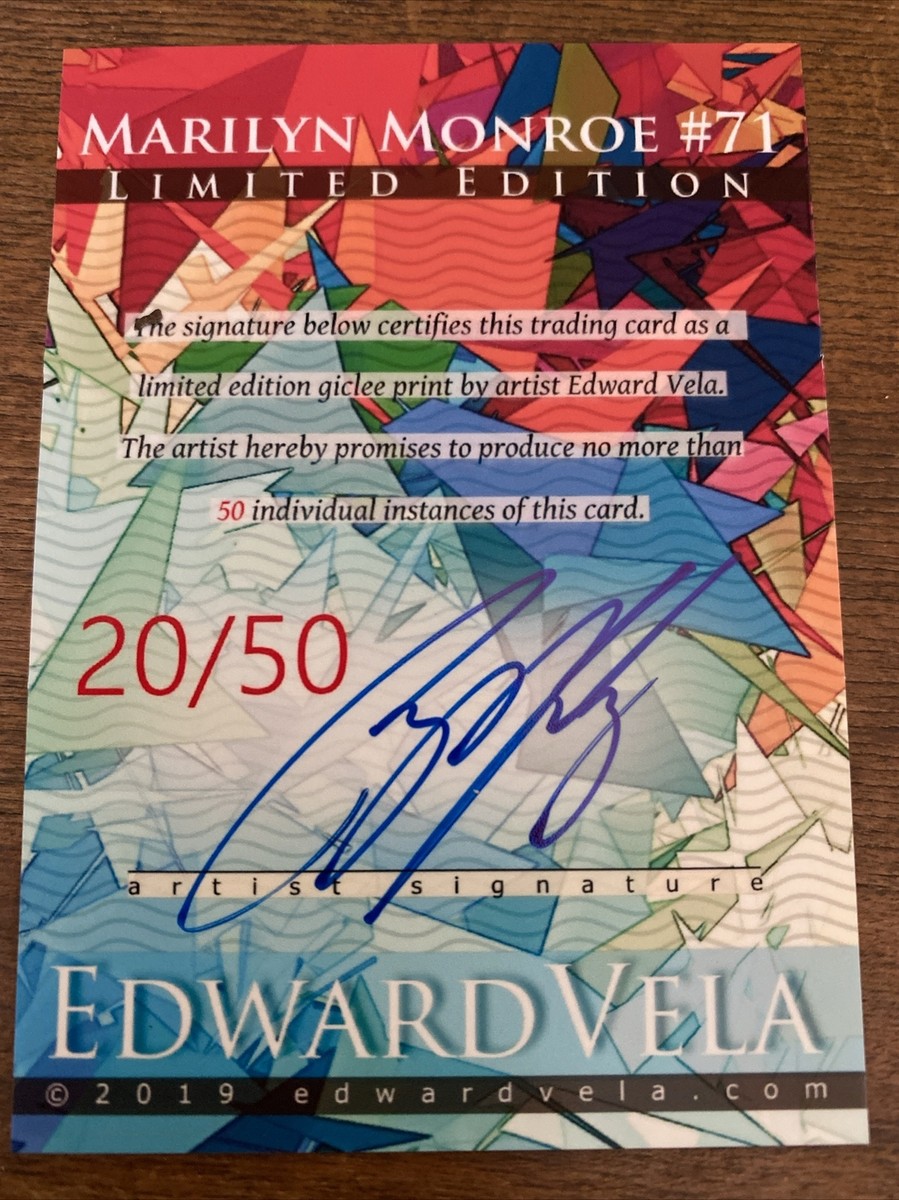 MARILYN MONROE #71
LIMITED EDITION
The signature below certifies this trading card as a
limited edition giclee print by artist Edward Vela.
The artist hereby promises to produce no more than
50 individual instances of this card.
20/50
artist signature
EDWARD VELA
©2019 edwardvela.com